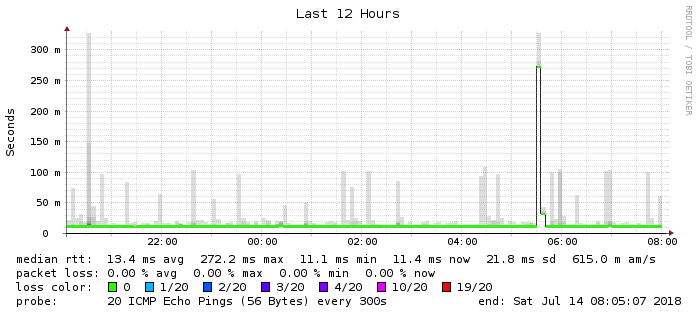 Last 12 Hours
RRDTOOL / TOBI OETIKER
Seconds
300 m
250 m
200 m
150 m
100 m
50 m
0
22:00 00:00 02:00 04:00 06:00 08:00
median rtt: 13.4 ms avg 272.2 ms max 11.1 ms min 11.4 ms now 21.8 ms sd 615.0 m am/s
packet loss: 0.00 % avg 0.00 % max 0.00 % min 0.00 % now
loss color: 0 1/20 2/20 3/20 4/20 10/20 19/20
probe: 20 ICMP Echo Pings (56 Bytes) every 300s end: Sat Jul 14 08:05:07 2018